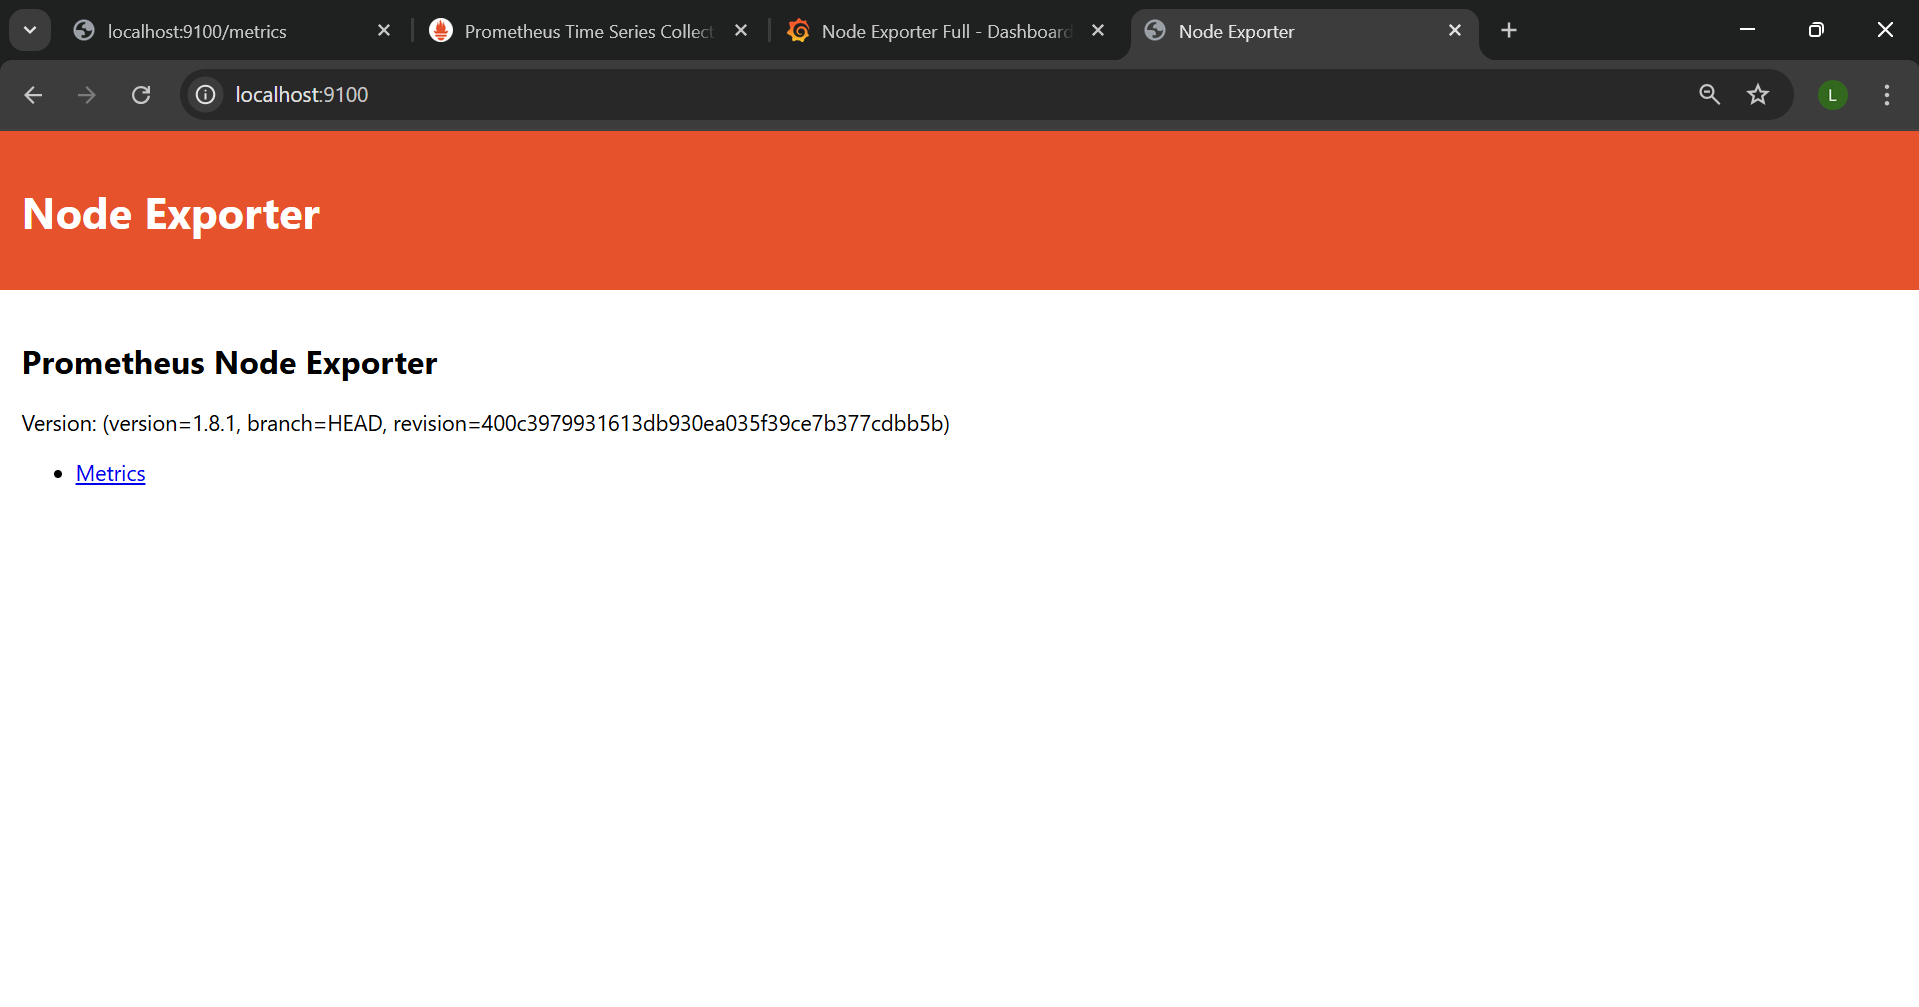 localhost:9100/metrics
Prometheus Time Series Collect
Node Exporter Full - Dashboard
Node Exporter
localhost:9100
L
Node Exporter
Prometheus Node Exporter
Version: (version=1.8.1, branch=HEAD, revision=400c3979931613db930ea035f39ce7b377cdbb5b)
Metrics